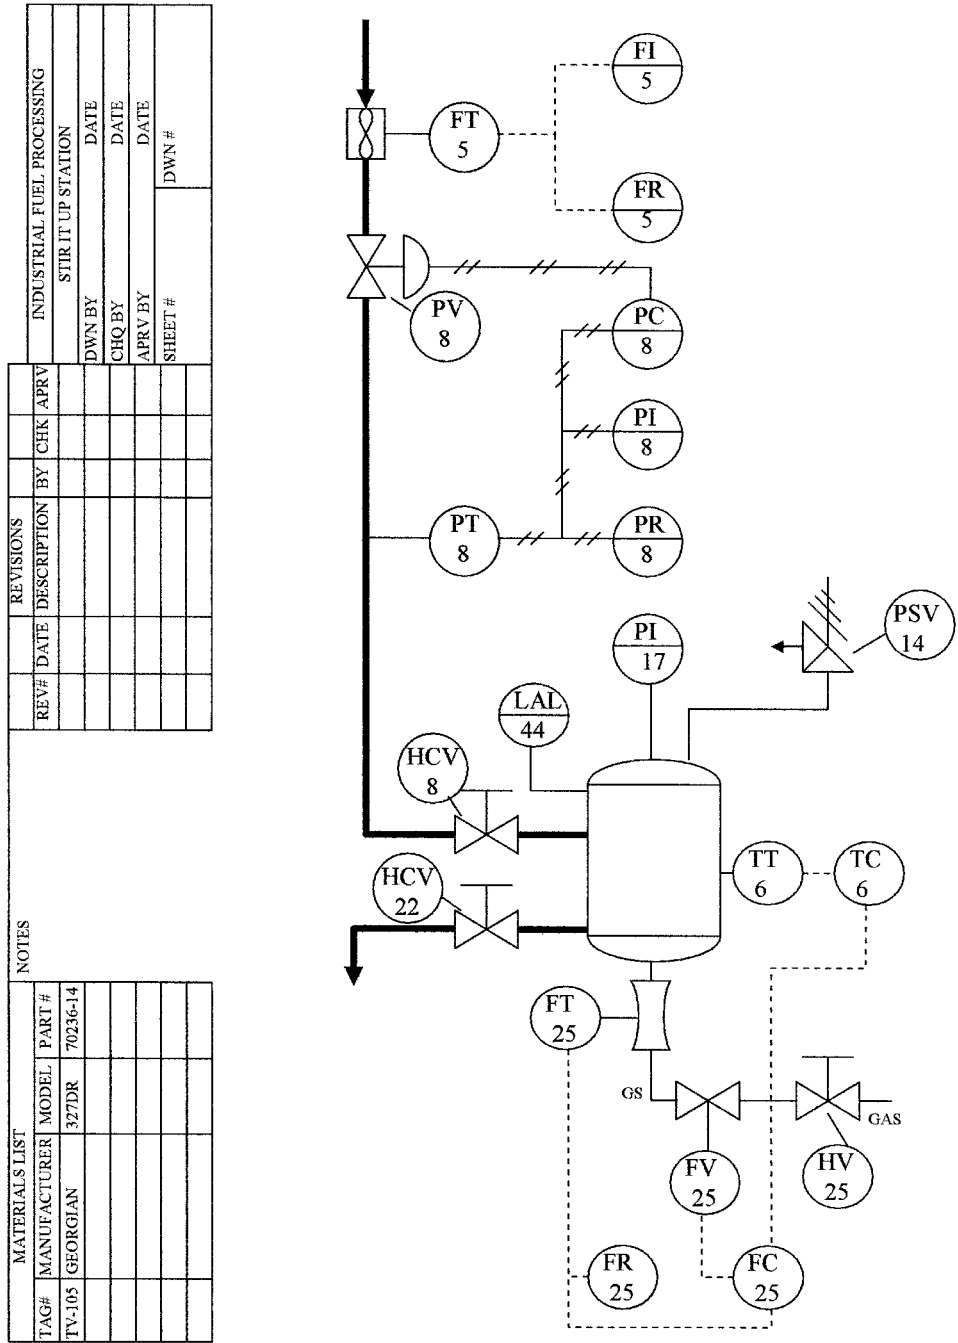 INDUSTRIAL FUEL PROCESSING
STIR IT UP STATION
DWN BY DATE
CHQ BY DATE
APRV BY DATE
SHEET # DWN #
REVISIONS
REV# DATE DESCRIPTION BY CHK APRV
NOTES
MATERIALS LIST
TAG# MANUFACTURER MODEL PART #
TV-105 GEORGIAN 327DR 70236-14
FI
5
FT
5
FR
5
PV
8
PC
8
PI
8
PT
8
PR
8
PI
17
PSV
14
LAL
44
HCV
8
HCV
22
TT
6
TC
6
FT
25
GS
GAS
FV
25
HV
25
FR
25
FC
25